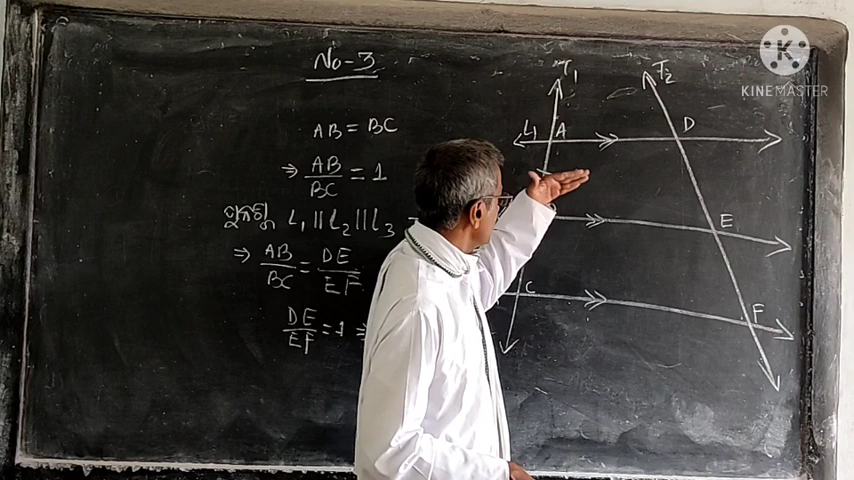 No-3
AB = BC
⇒ AB/BC = 1
L₁ || L₂ || L₃
⇒ AB/BC = DE/EF
DE/EF = 1 ⇒
T₁
T₂
L₁ A D
E
C
F
KINEMASTER